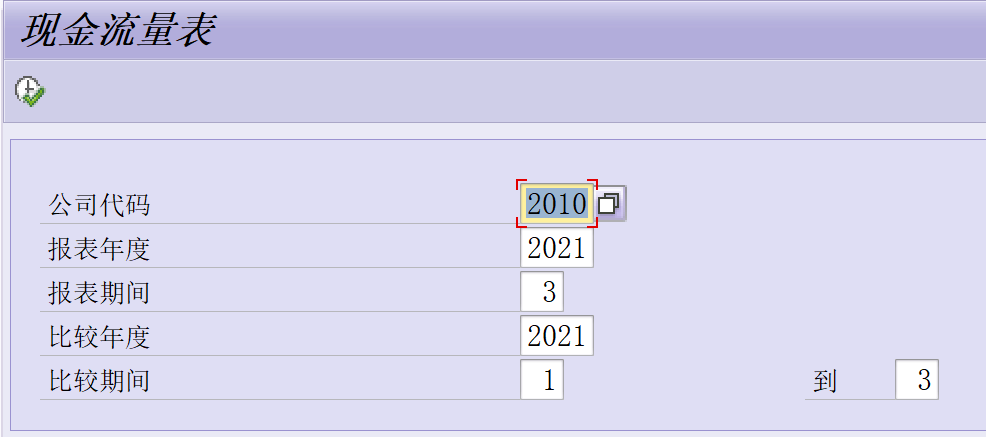 现金流量表
公司代码 2010
报表年度 2021
报表期间 3
比较年度 2021
比较期间 1 到 3